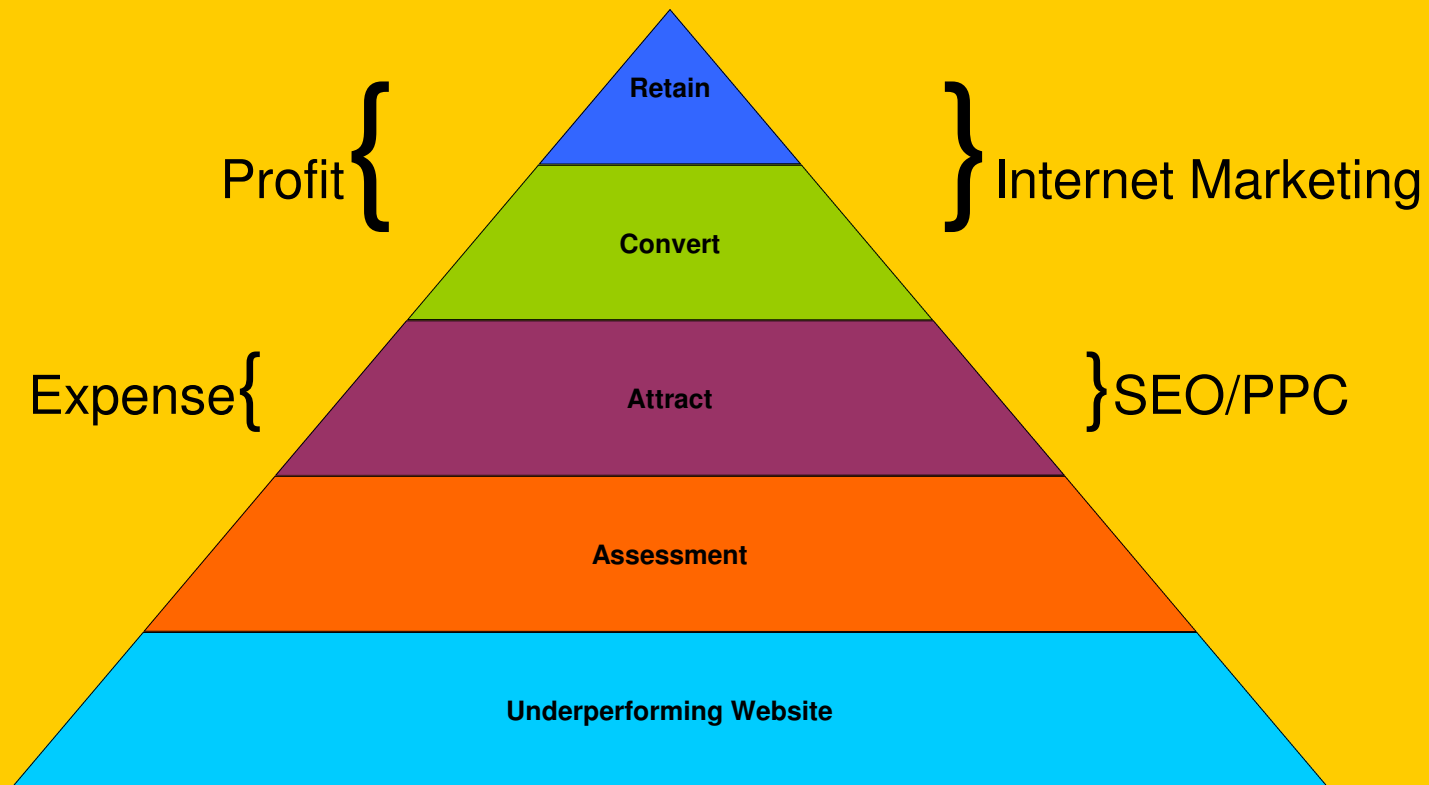 Retain
Profit { } Internet Marketing
Convert
Expense { Attract } SEO/PPC
Assessment
Underperforming Website